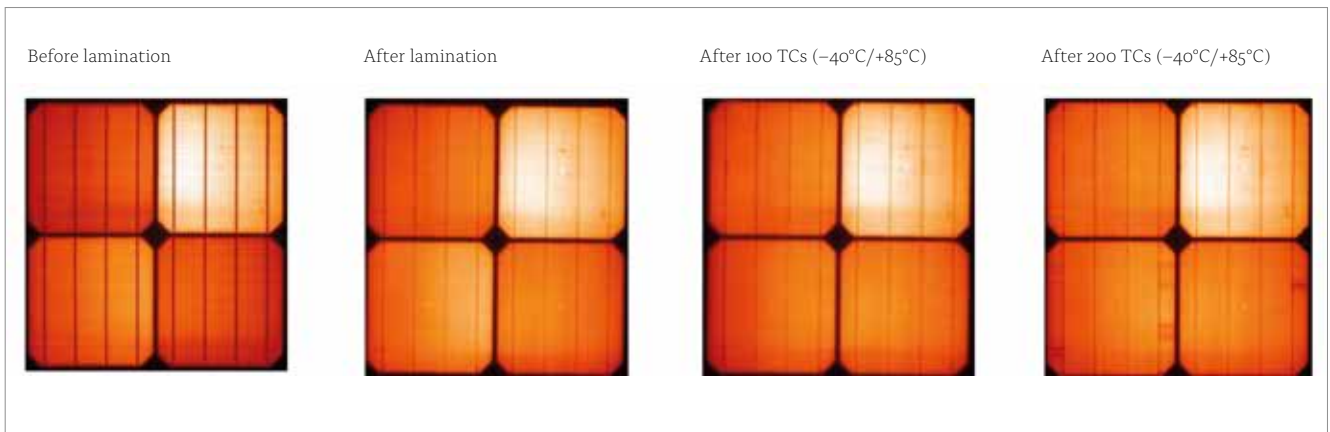 Before lamination
After lamination
After 100 TCs (–40°C/+85°C)
After 200 TCs (–40°C/+85°C)